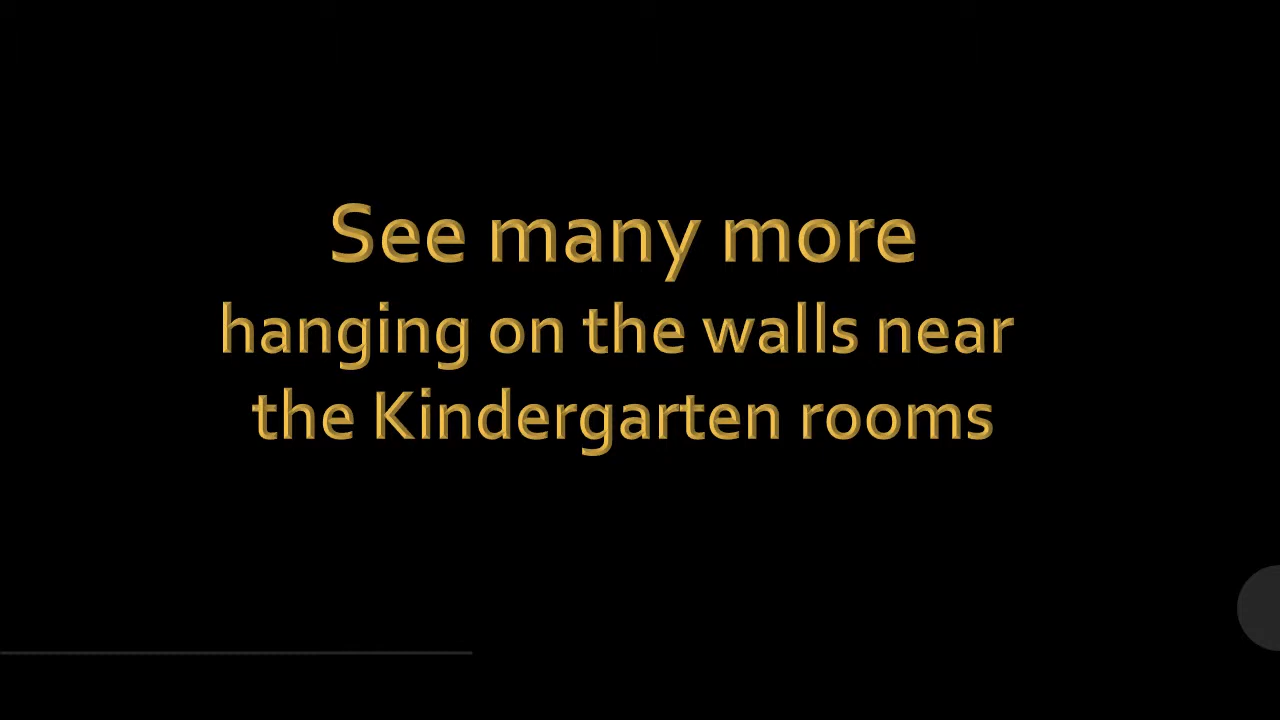 See many more
hanging on the walls near
the Kindergarten rooms